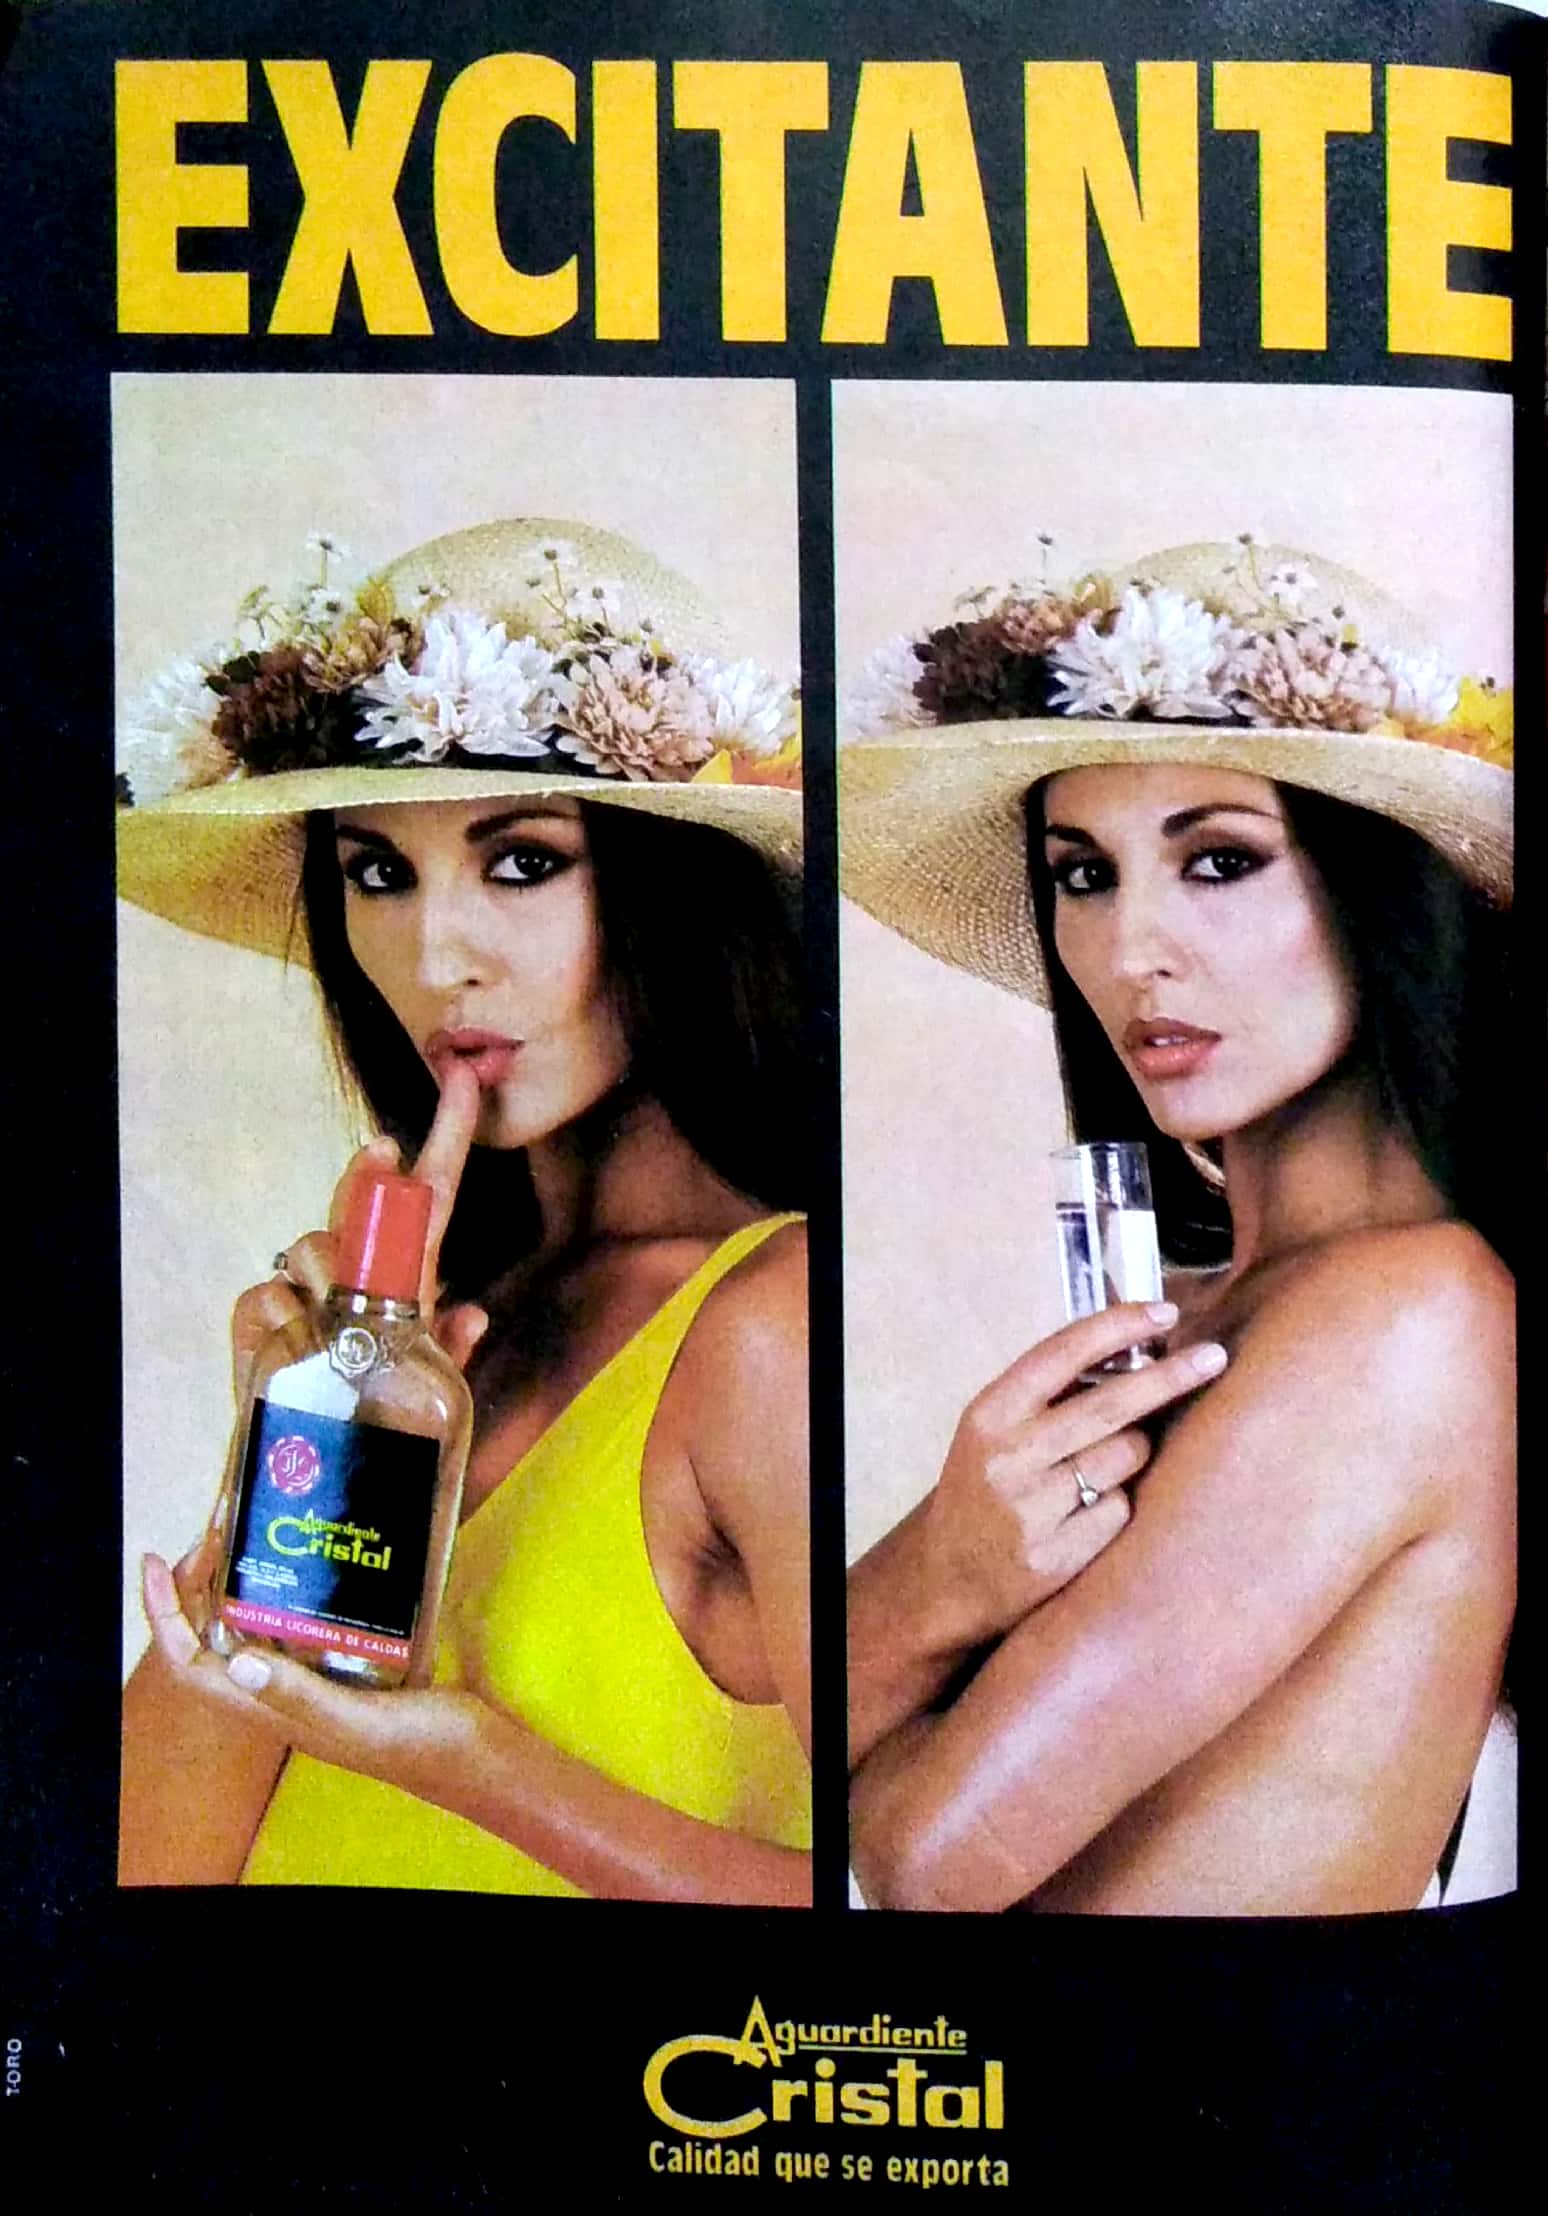 EXCITANTE
Aguardiente
Cristal
INDUSTRIA LICORERA DE CALDAS
Aguardiente
Cristal
Calidad que se exporta
TORO